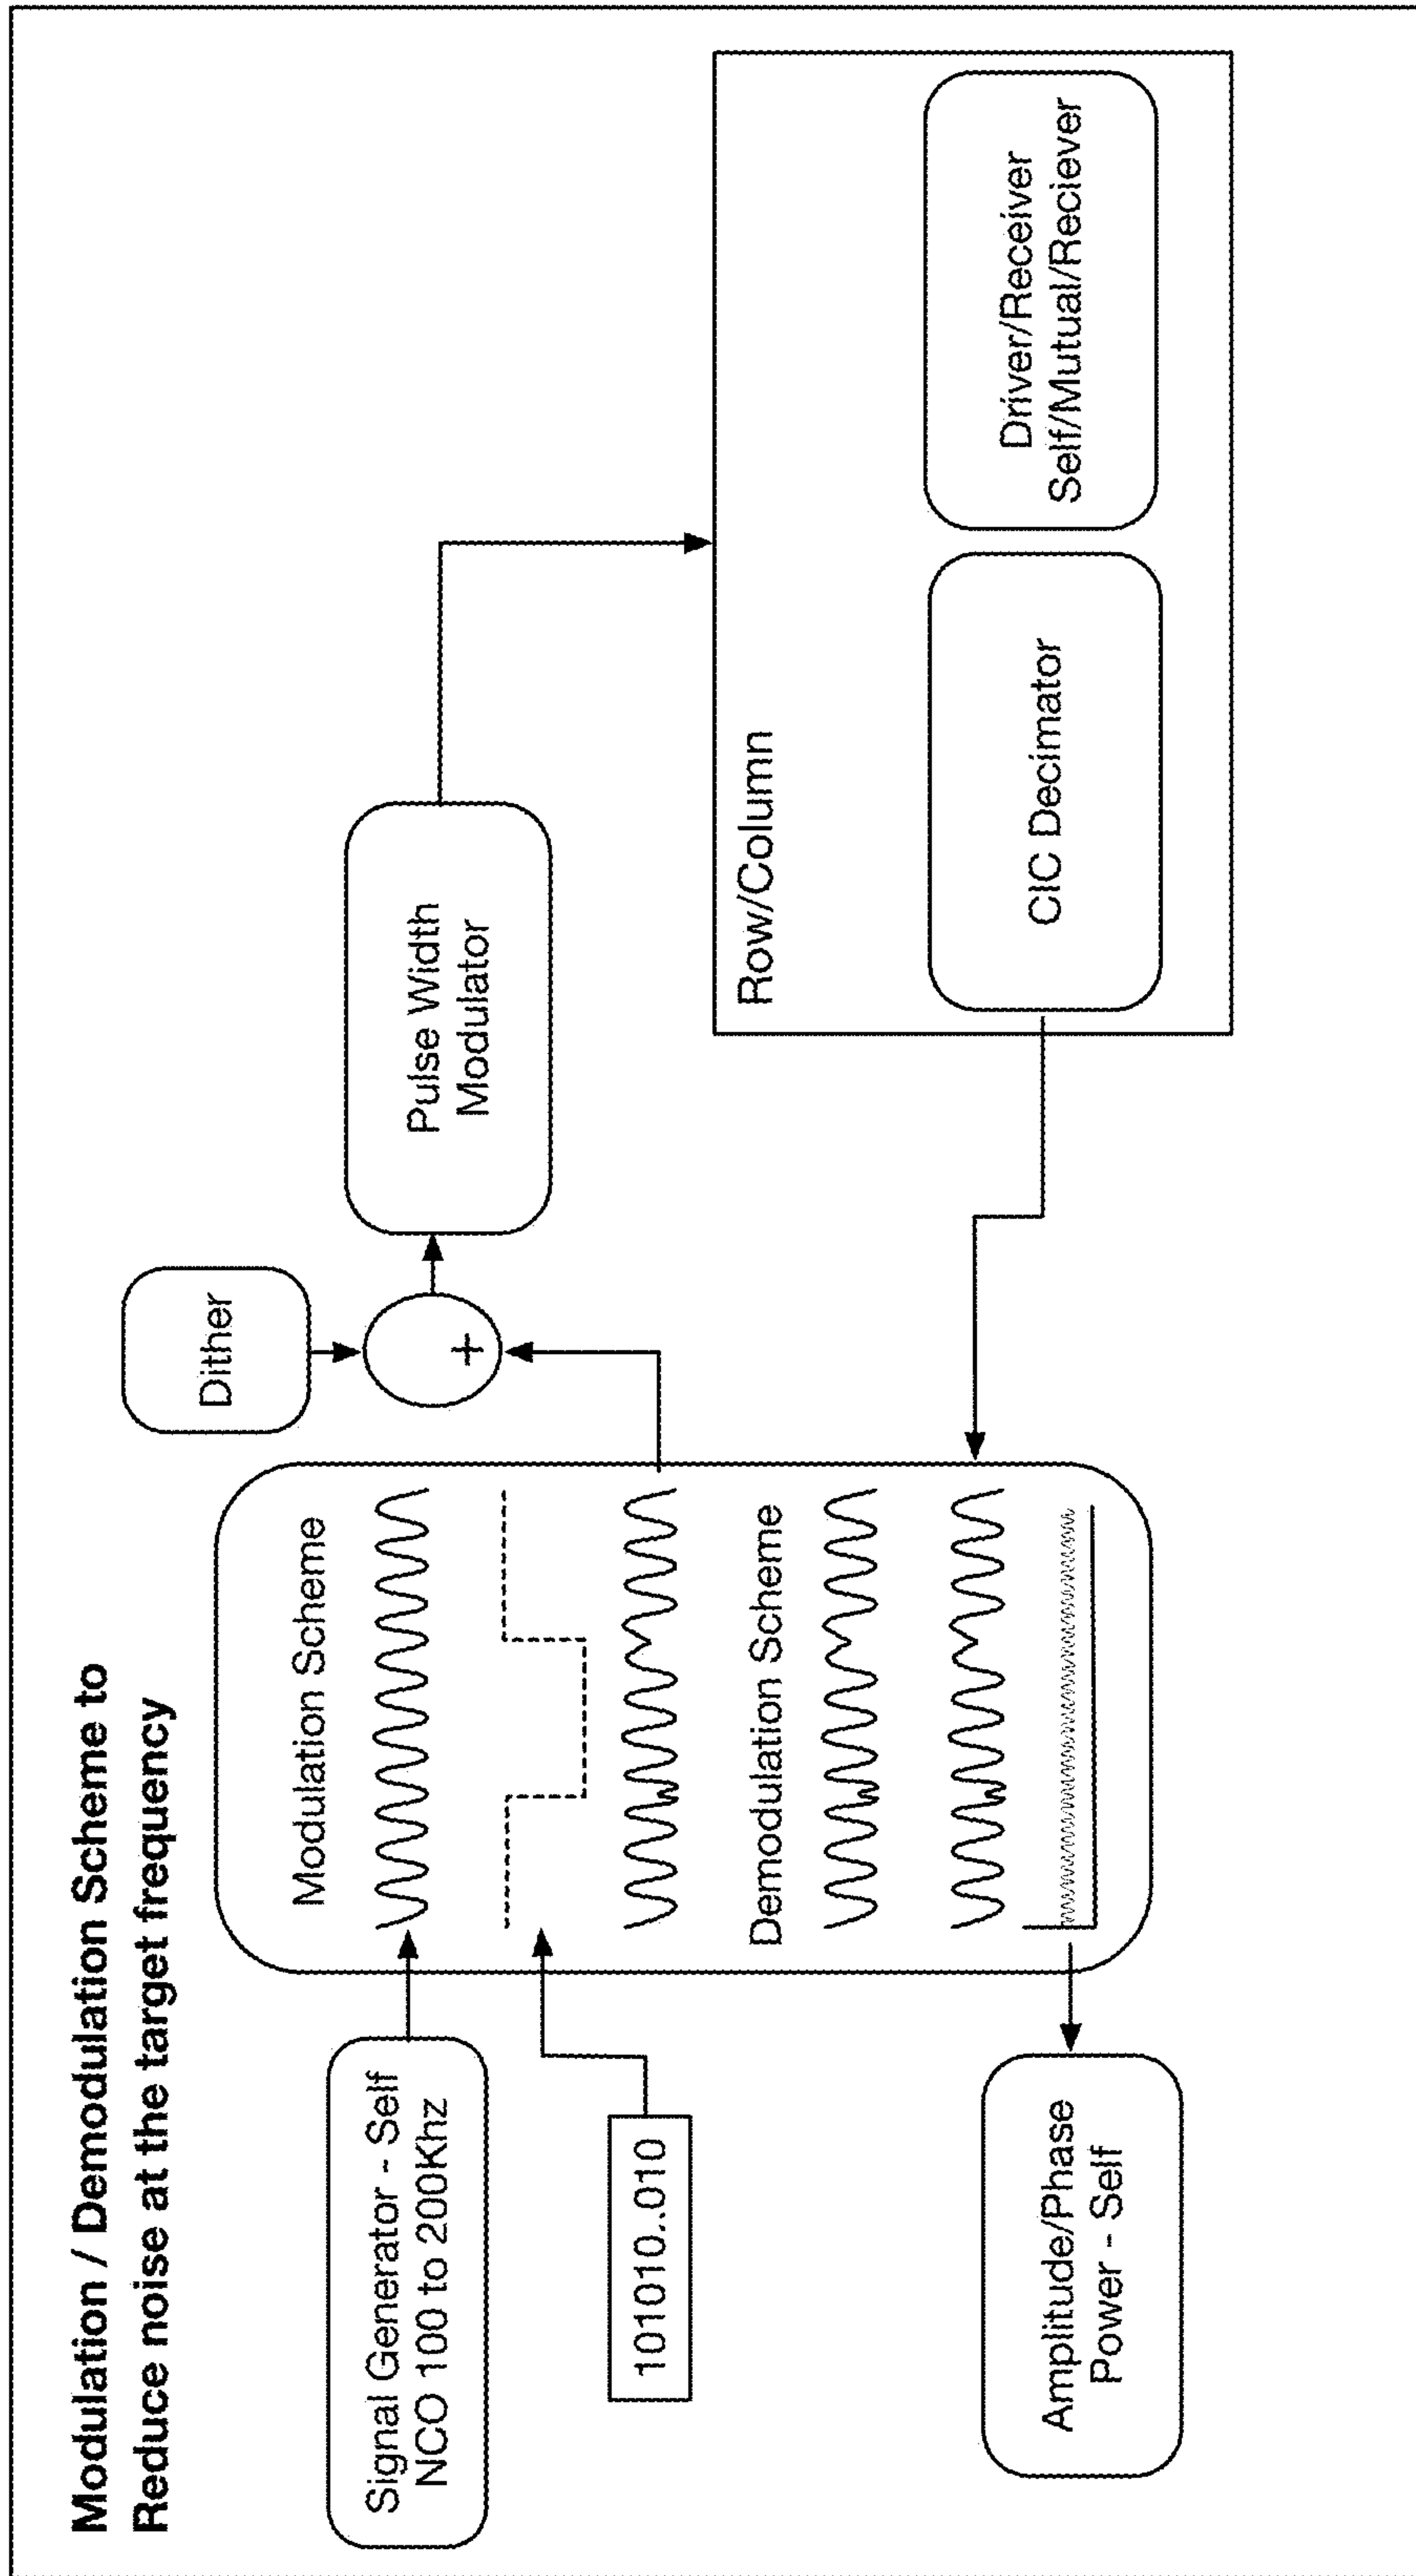 Modulation / Demodulation Scheme to
Reduce noise at the target frequency
Signal Generator - Self
NCO 100 to 200Khz
101010..010
Amplitude/Phase
Power - Self
Modulation Scheme
Demodulation Scheme
Dither
+
Pulse Width
Modulator
Row/Column
CIC Decimator
Driver/Receiver
Self/Mutual/Reciever